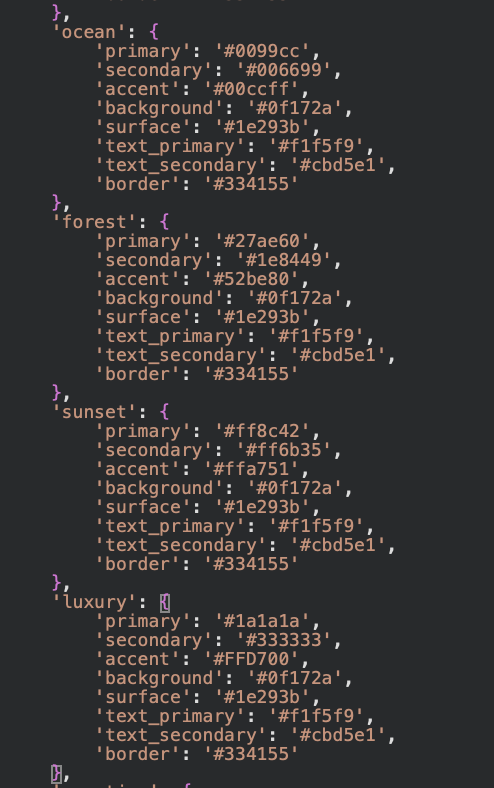 },
'ocean': {
'primary': '#0099cc',
'secondary': '#006699',
'accent': '#00ccff',
'background': '#0f172a',
'surface': '#1e293b',
'text_primary': '#f1f5f9',
'text_secondary': '#cbd5e1',
'border': '#334155'
},
'forest': {
'primary': '#27ae60',
'secondary': '#1e8449',
'accent': '#52be80',
'background': '#0f172a',
'surface': '#1e293b',
'text_primary': '#f1f5f9',
'text_secondary': '#cbd5e1',
'border': '#334155'
},
'sunset': {
'primary': '#ff8c42',
'secondary': '#ff6b35',
'accent': '#ffa751',
'background': '#0f172a',
'surface': '#1e293b',
'text_primary': '#f1f5f9',
'text_secondary': '#cbd5e1',
'border': '#334155'
},
'luxury': {
'primary': '#1a1a1a',
'secondary': '#333333',
'accent': '#FFD700',
'background': '#0f172a',
'surface': '#1e293b',
'text_primary': '#f1f5f9',
'text_secondary': '#cbd5e1',
'border': '#334155'
},